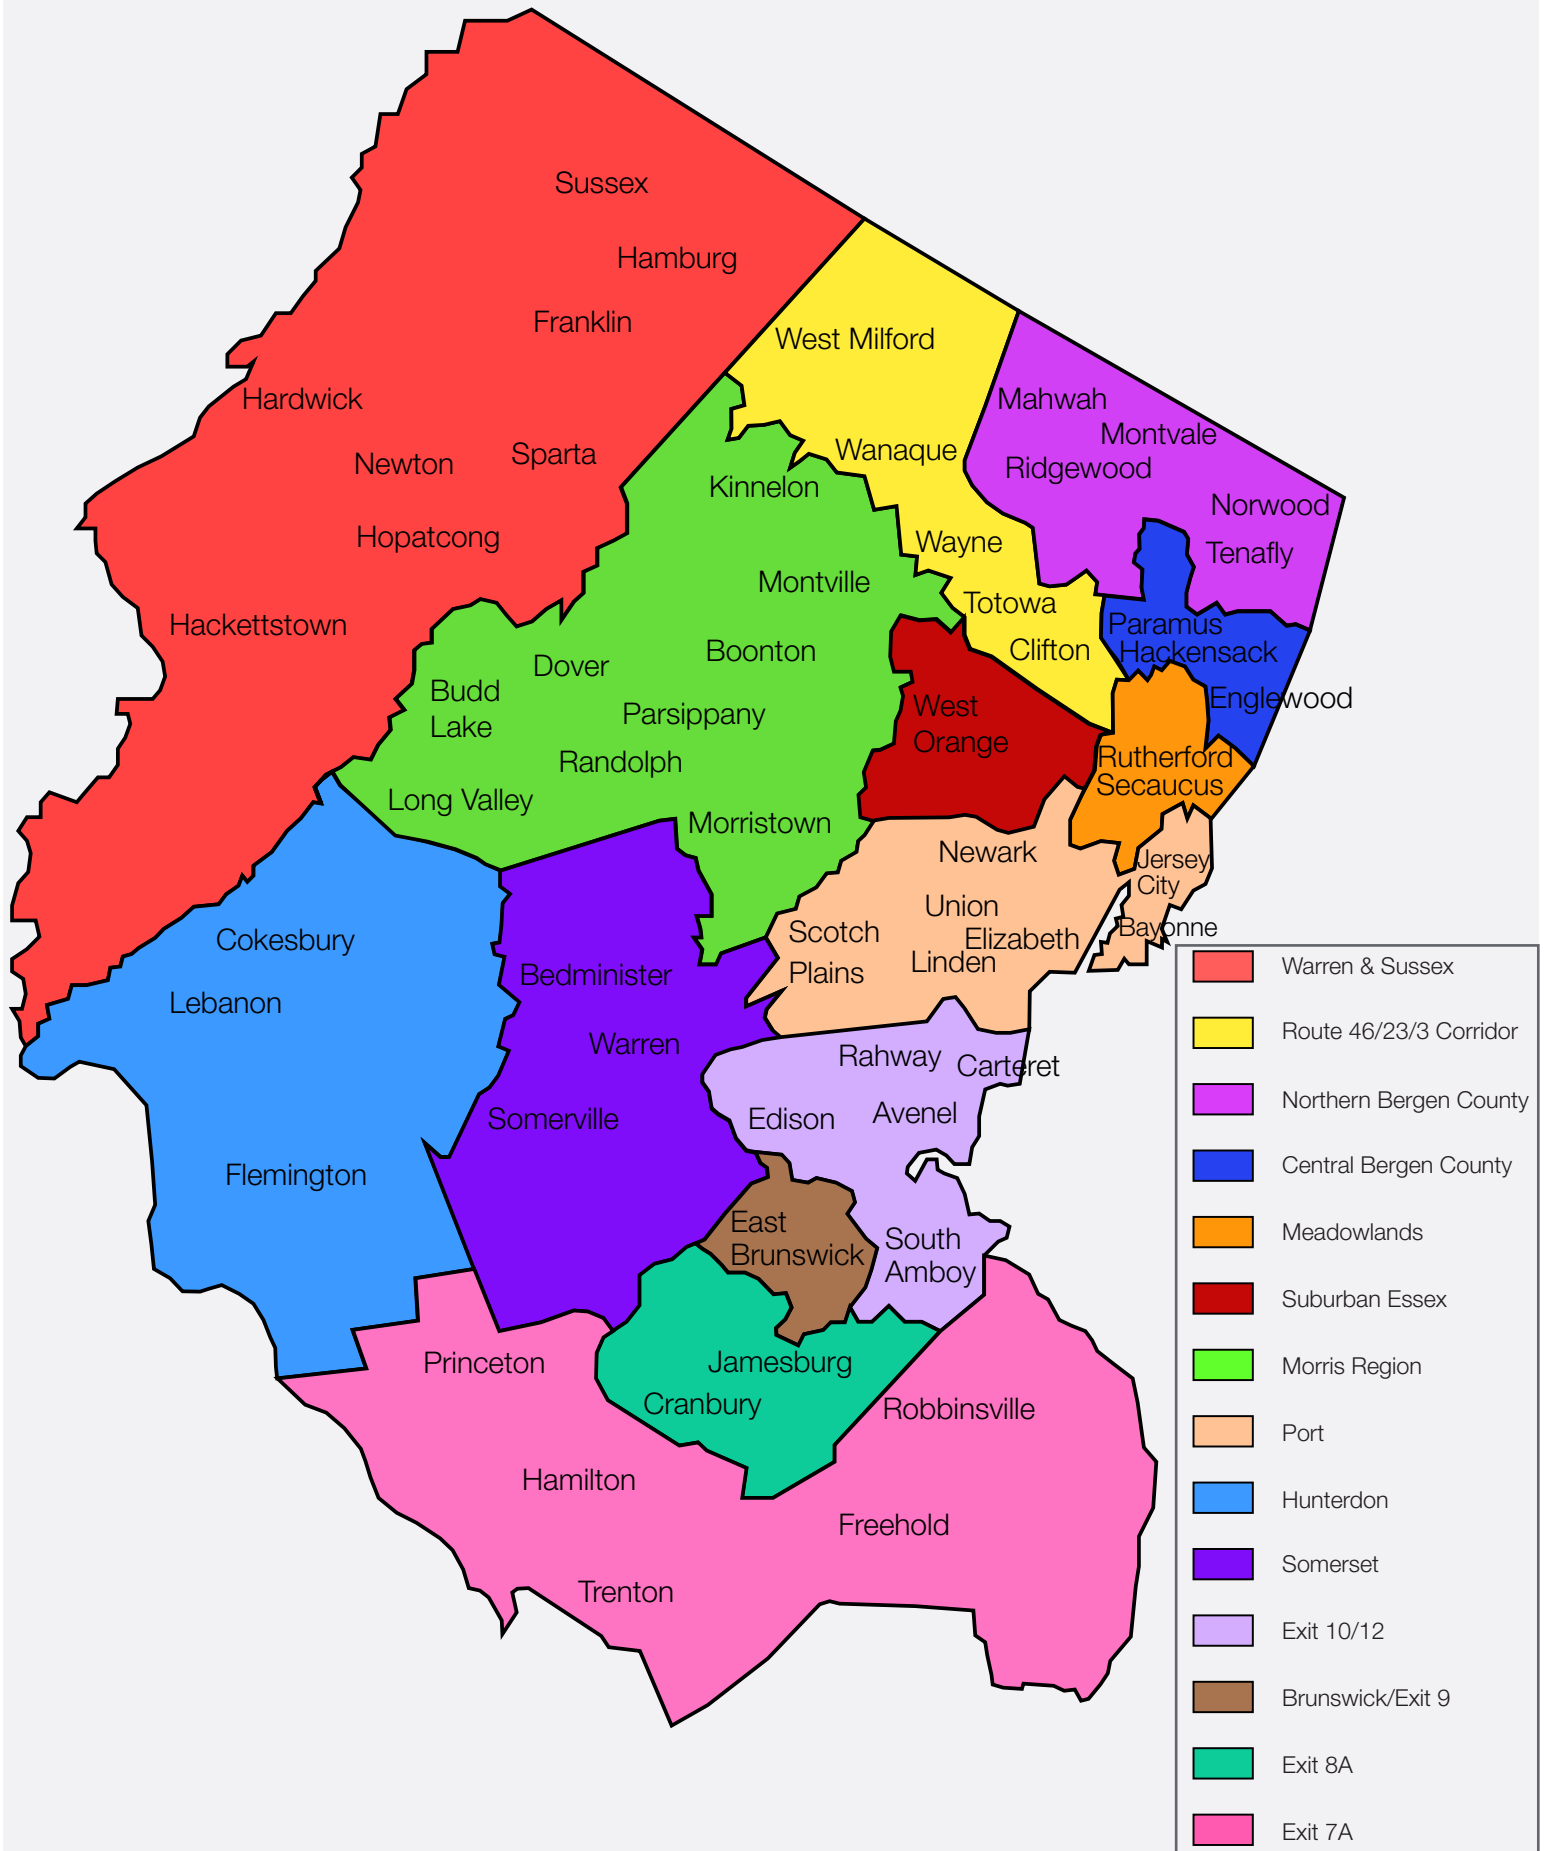 Sussex
Hamburg
Franklin
West Milford
Hardwick
Mahwah
Montvale
Newton
Sparta
Wanaque
Ridgewood
Kinnelon
Norwood
Hopatcong
Wayne
Tenafly
Montville
Totowa
Hackettstown
Paramus
Dover
Boonton
Clifton
Hackensack
Budd
Lake
Englewood
Parsippany
West
Orange
Randolph
Rutherford
Secaucus
Long Valley
Morristown
Newark
Jersey
City
Union
Bayonne
Cokesbury
Scotch
Plains
Elizabeth
Linden
Bedminister
Lebanon
Warren
Rahway
Carteret
Somerville
Edison
Avenel
Flemington
East
Brunswick
South
Amboy
Princeton
Jamesburg
Cranbury
Robbinsville
Hamilton
Freehold
Trenton
Warren & Sussex
Route 46/23/3 Corridor
Northern Bergen County
Central Bergen County
Meadowlands
Suburban Essex
Morris Region
Port
Hunterdon
Somerset
Exit 10/12
Brunswick/Exit 9
Exit 8A
Exit 7A